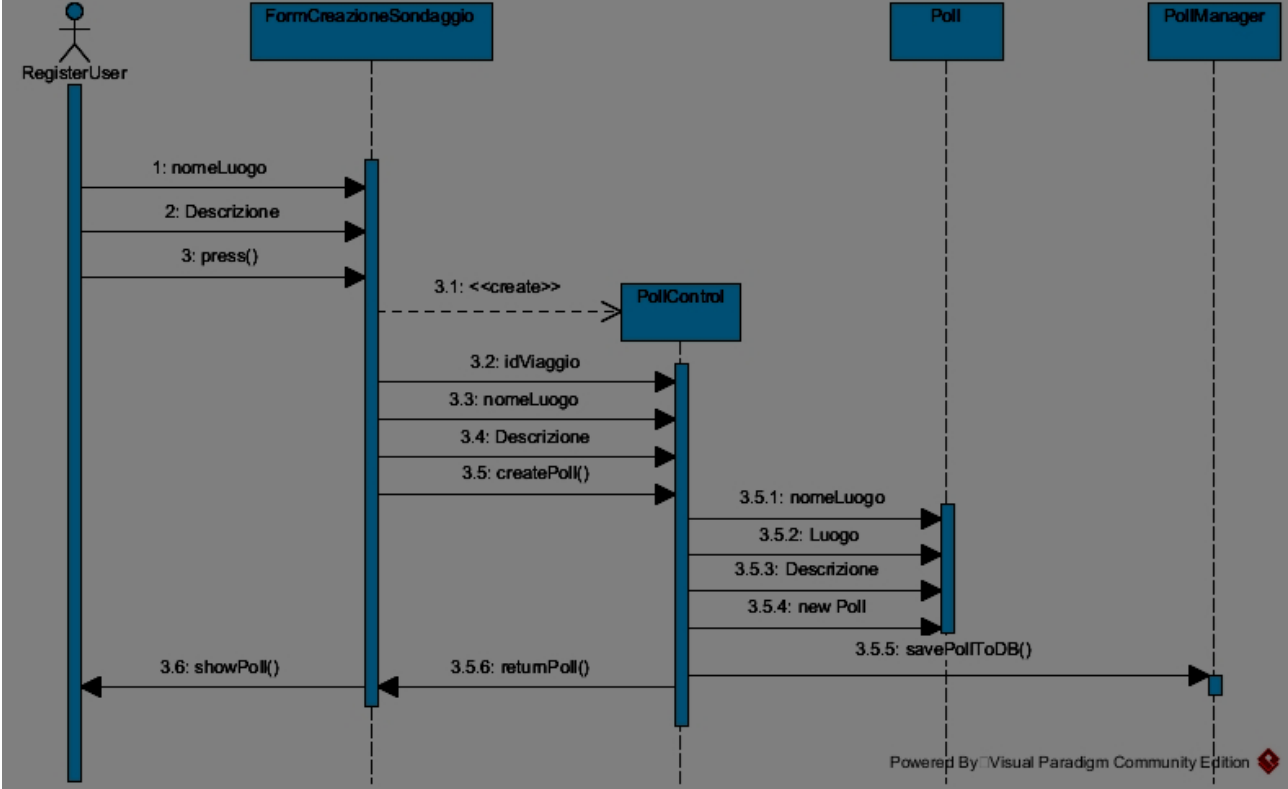 FormCreazioneSondaggio
Poll
PollManager
RegisterUser
1: nomeLuogo
2: Descrizione
3: press()
3.1: <<create>>
PollControl
3.2: idViaggio
3.3: nomeLuogo
3.4: Descrizione
3.5: createPoll()
3.5.1: nomeLuogo
3.5.2: Luogo
3.5.3: Descrizione
3.5.4: new Poll
3.5.5: savePollToDB()
3.6: showPoll()
3.5.6: returnPoll()
Powered By Visual Paradigm Community Edition